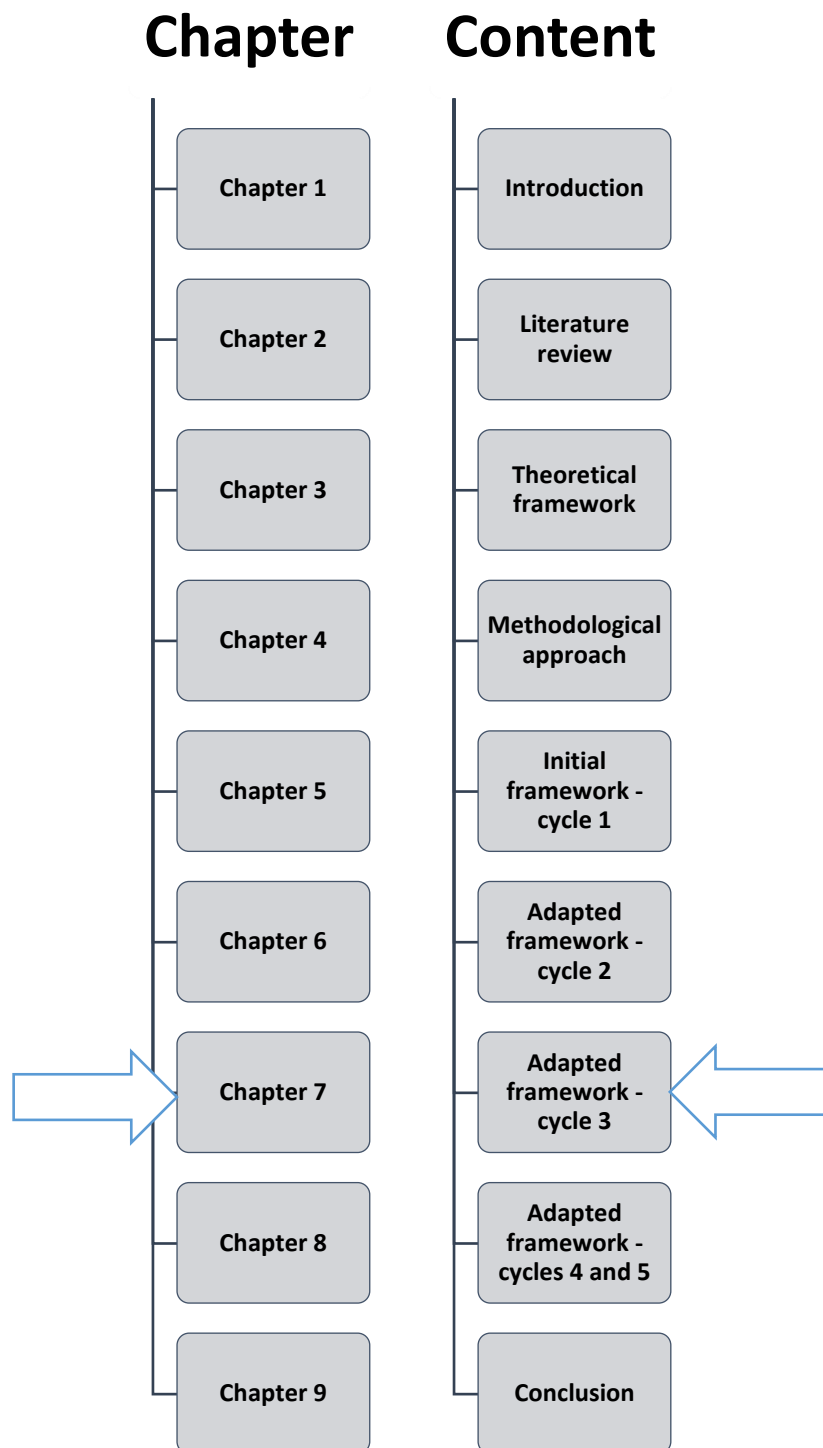 Chapter
Content
Chapter 1
Introduction
Chapter 2
Literature
review
Chapter 3
Theoretical
framework
Chapter 4
Methodological
approach
Chapter 5
Initial
framework -
cycle 1
Chapter 6
Adapted
framework -
cycle 2
Chapter 7
Adapted
framework -
cycle 3
Chapter 8
Adapted
framework -
cycles 4 and 5
Chapter 9
Conclusion